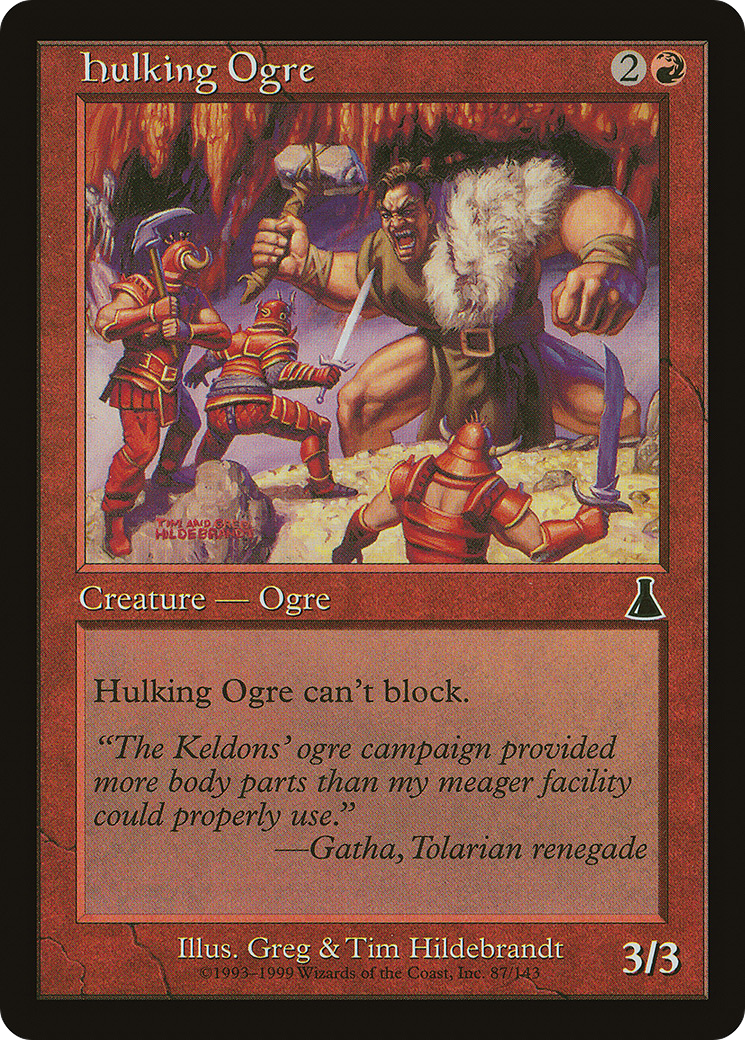 Hulking Ogre
2
TIM AND GREG
HILDEBRANDT
Creature — Ogre
Hulking Ogre can't block.
“The Keldons’ ogre campaign provided
more body parts than my meager facility
could properly use.”
—Gatha, Tolarian renegade
Illus. Greg & Tim Hildebrandt
3/3
©1993–1999 Wizards of the Coast, Inc. 87/143